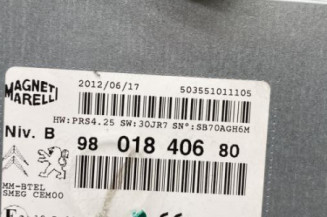 MAGNETI
MARELLI
2012/06/17 503551011105
HW:PRS4.25 SW:30JR7 SN°:SB70AGH6M
Niv. B 98 018 406 80
MM-BTEL
SMEG CEM00